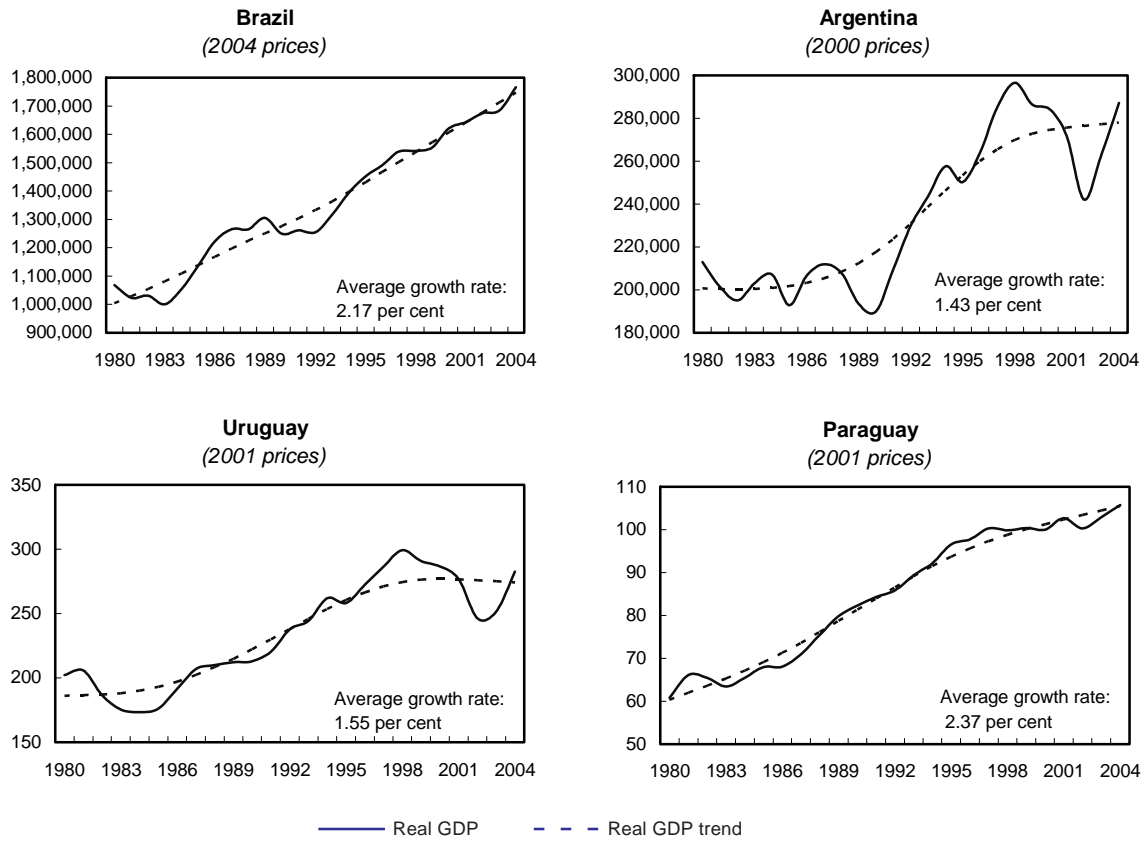 Brazil
(2004 prices)
1,800,000
1,700,000
1,600,000
1,500,000
1,400,000
1,300,000
1,200,000
1,100,000
1,000,000
900,000
Average growth rate:
2.17 per cent
1980 1983 1986 1989 1992 1995 1998 2001 2004
Argentina
(2000 prices)
300,000
280,000
260,000
240,000
220,000
200,000
180,000
Average growth rate:
1.43 per cent
1980 1983 1986 1989 1992 1995 1998 2001 2004
Uruguay
(2001 prices)
350
300
250
200
150
Average growth rate:
1.55 per cent
1980 1983 1986 1989 1992 1995 1998 2001 2004
Paraguay
(2001 prices)
110
100
90
80
70
60
50
Average growth rate:
2.37 per cent
1980 1983 1986 1989 1992 1995 1998 2001 2004
Real GDP Real GDP trend